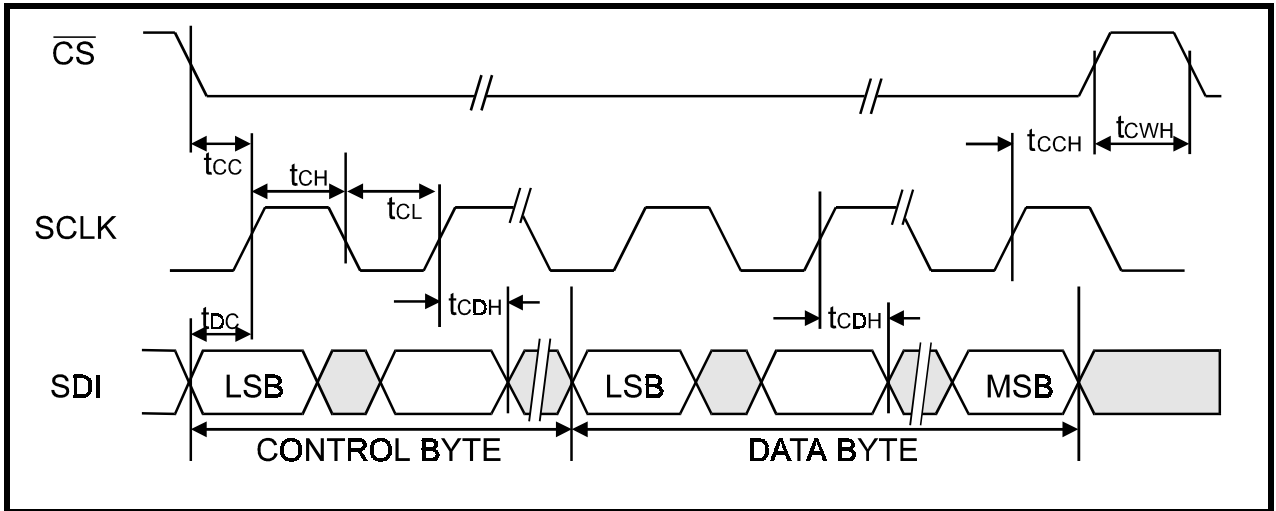 CS
tCC
tCH
tCL
tCCH
tCWH
SCLK
tDC
tCDH
tCDH
SDI
LSB
LSB
MSB
CONTROL BYTE
DATA BYTE